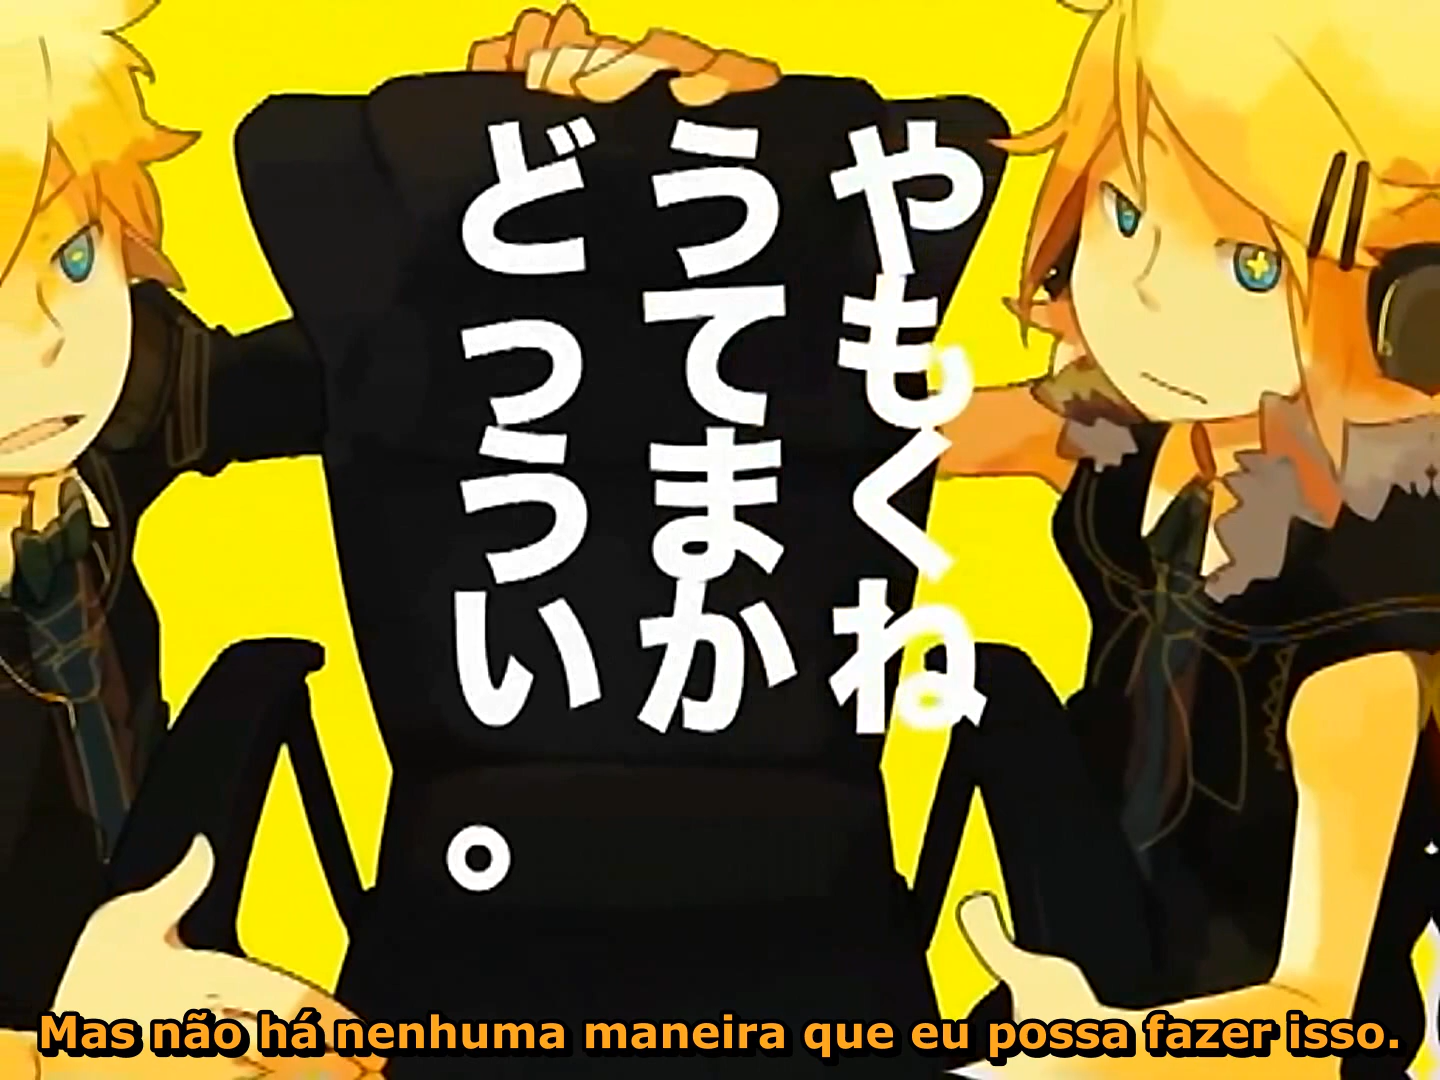 どうや
っても
うまく
いかね
。
Mas não há nenhuma maneira que eu possa fazer isso.